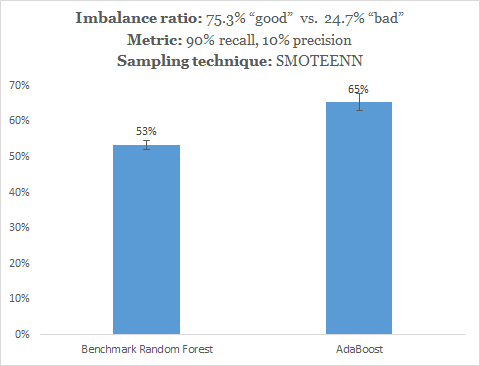 Imbalance ratio: 75.3% “good” vs. 24.7% “bad”
Metric: 90% recall, 10% precision
Sampling technique: SMOTEENN
70%
65%
60%
53%
50%
40%
30%
20%
10%
0%
Benchmark Random Forest
AdaBoost